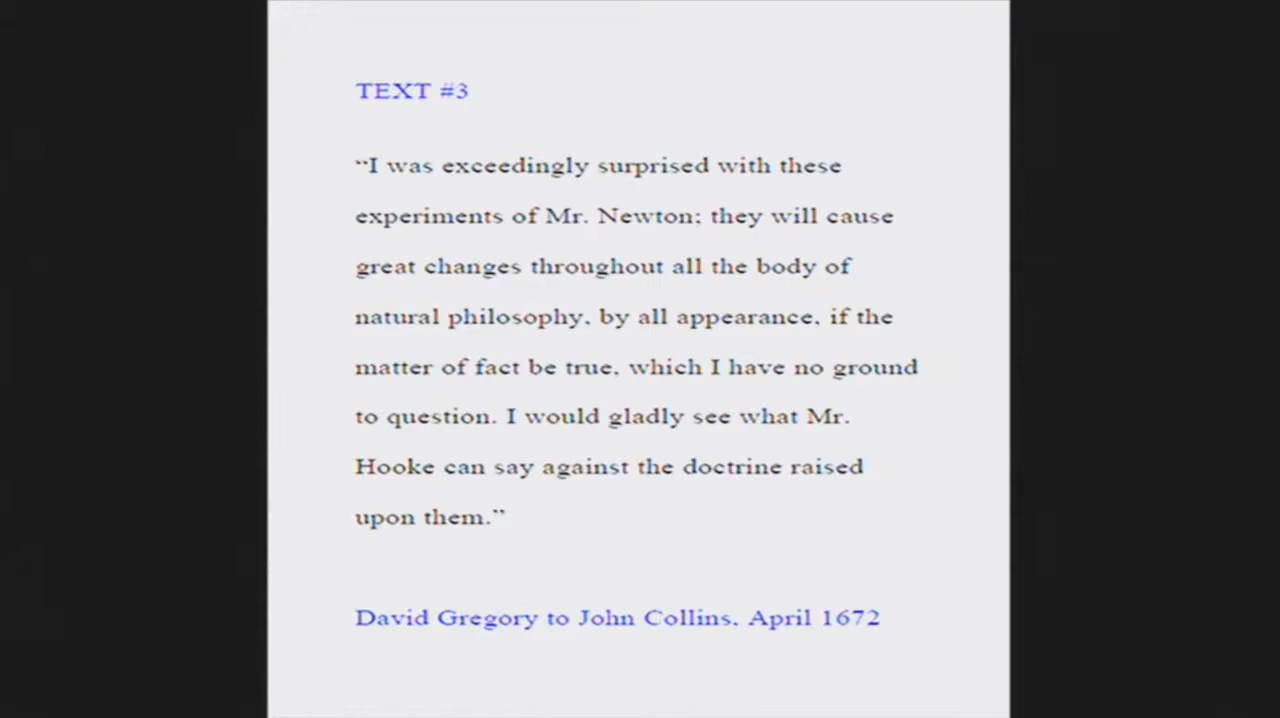 TEXT #3
“I was exceedingly surprised with these
experiments of Mr. Newton; they will cause
great changes throughout all the body of
natural philosophy, by all appearance, if the
matter of fact be true, which I have no ground
to question. I would gladly see what Mr.
Hooke can say against the doctrine raised
upon them.”
David Gregory to John Collins, April 1672